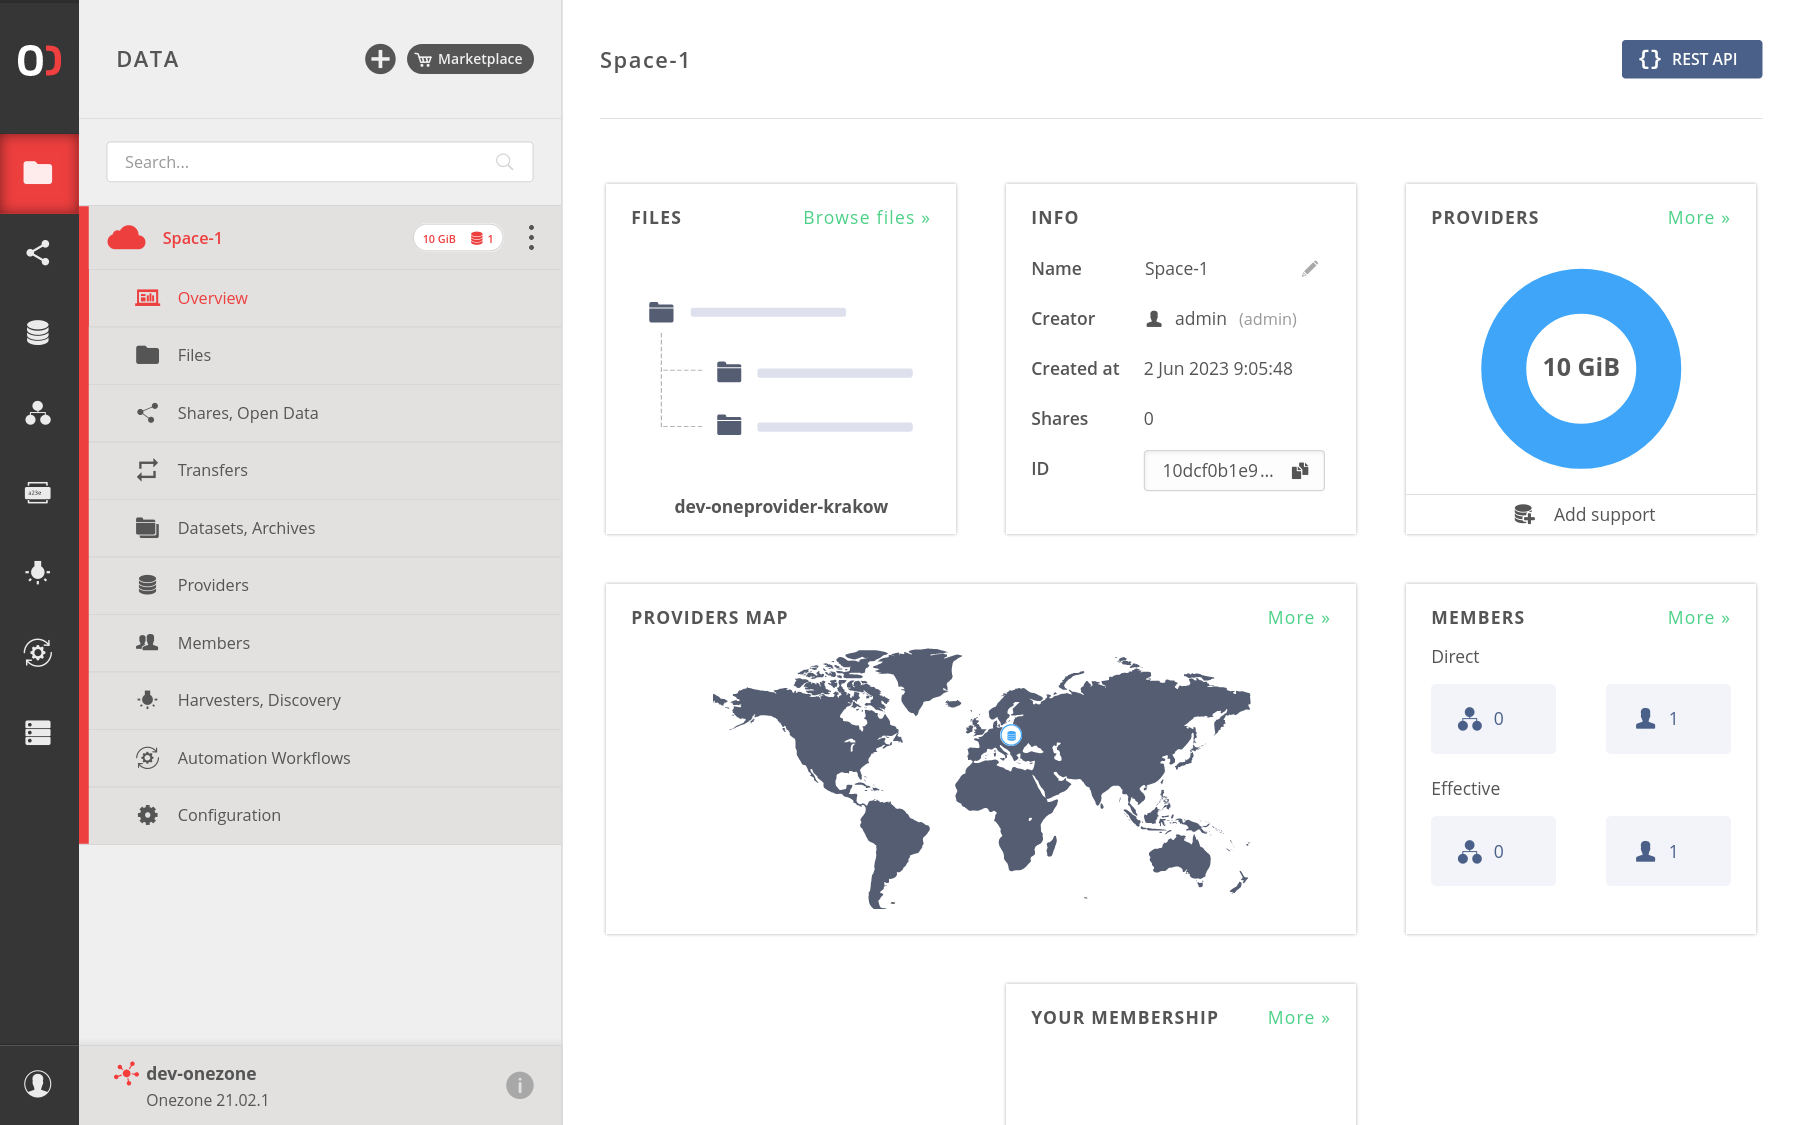 DATA
Marketplace
Search...
Space-1
10 GiB
1
Overview
Files
Shares, Open Data
Transfers
Datasets, Archives
Providers
Members
Harvesters, Discovery
Automation Workflows
Configuration
dev-onezone
Onezone 21.02.1
Space-1
{} REST API
FILES
Browse files »
dev-oneprovider-krakow
INFO
Name
Space-1
Creator
admin (admin)
Created at
2 Jun 2023 9:05:48
Shares
0
ID
10dcf0b1e9...
PROVIDERS
More »
10 GiB
Add support
PROVIDERS MAP
More »
MEMBERS
More »
Direct
0
1
Effective
0
1
YOUR MEMBERSHIP
More »